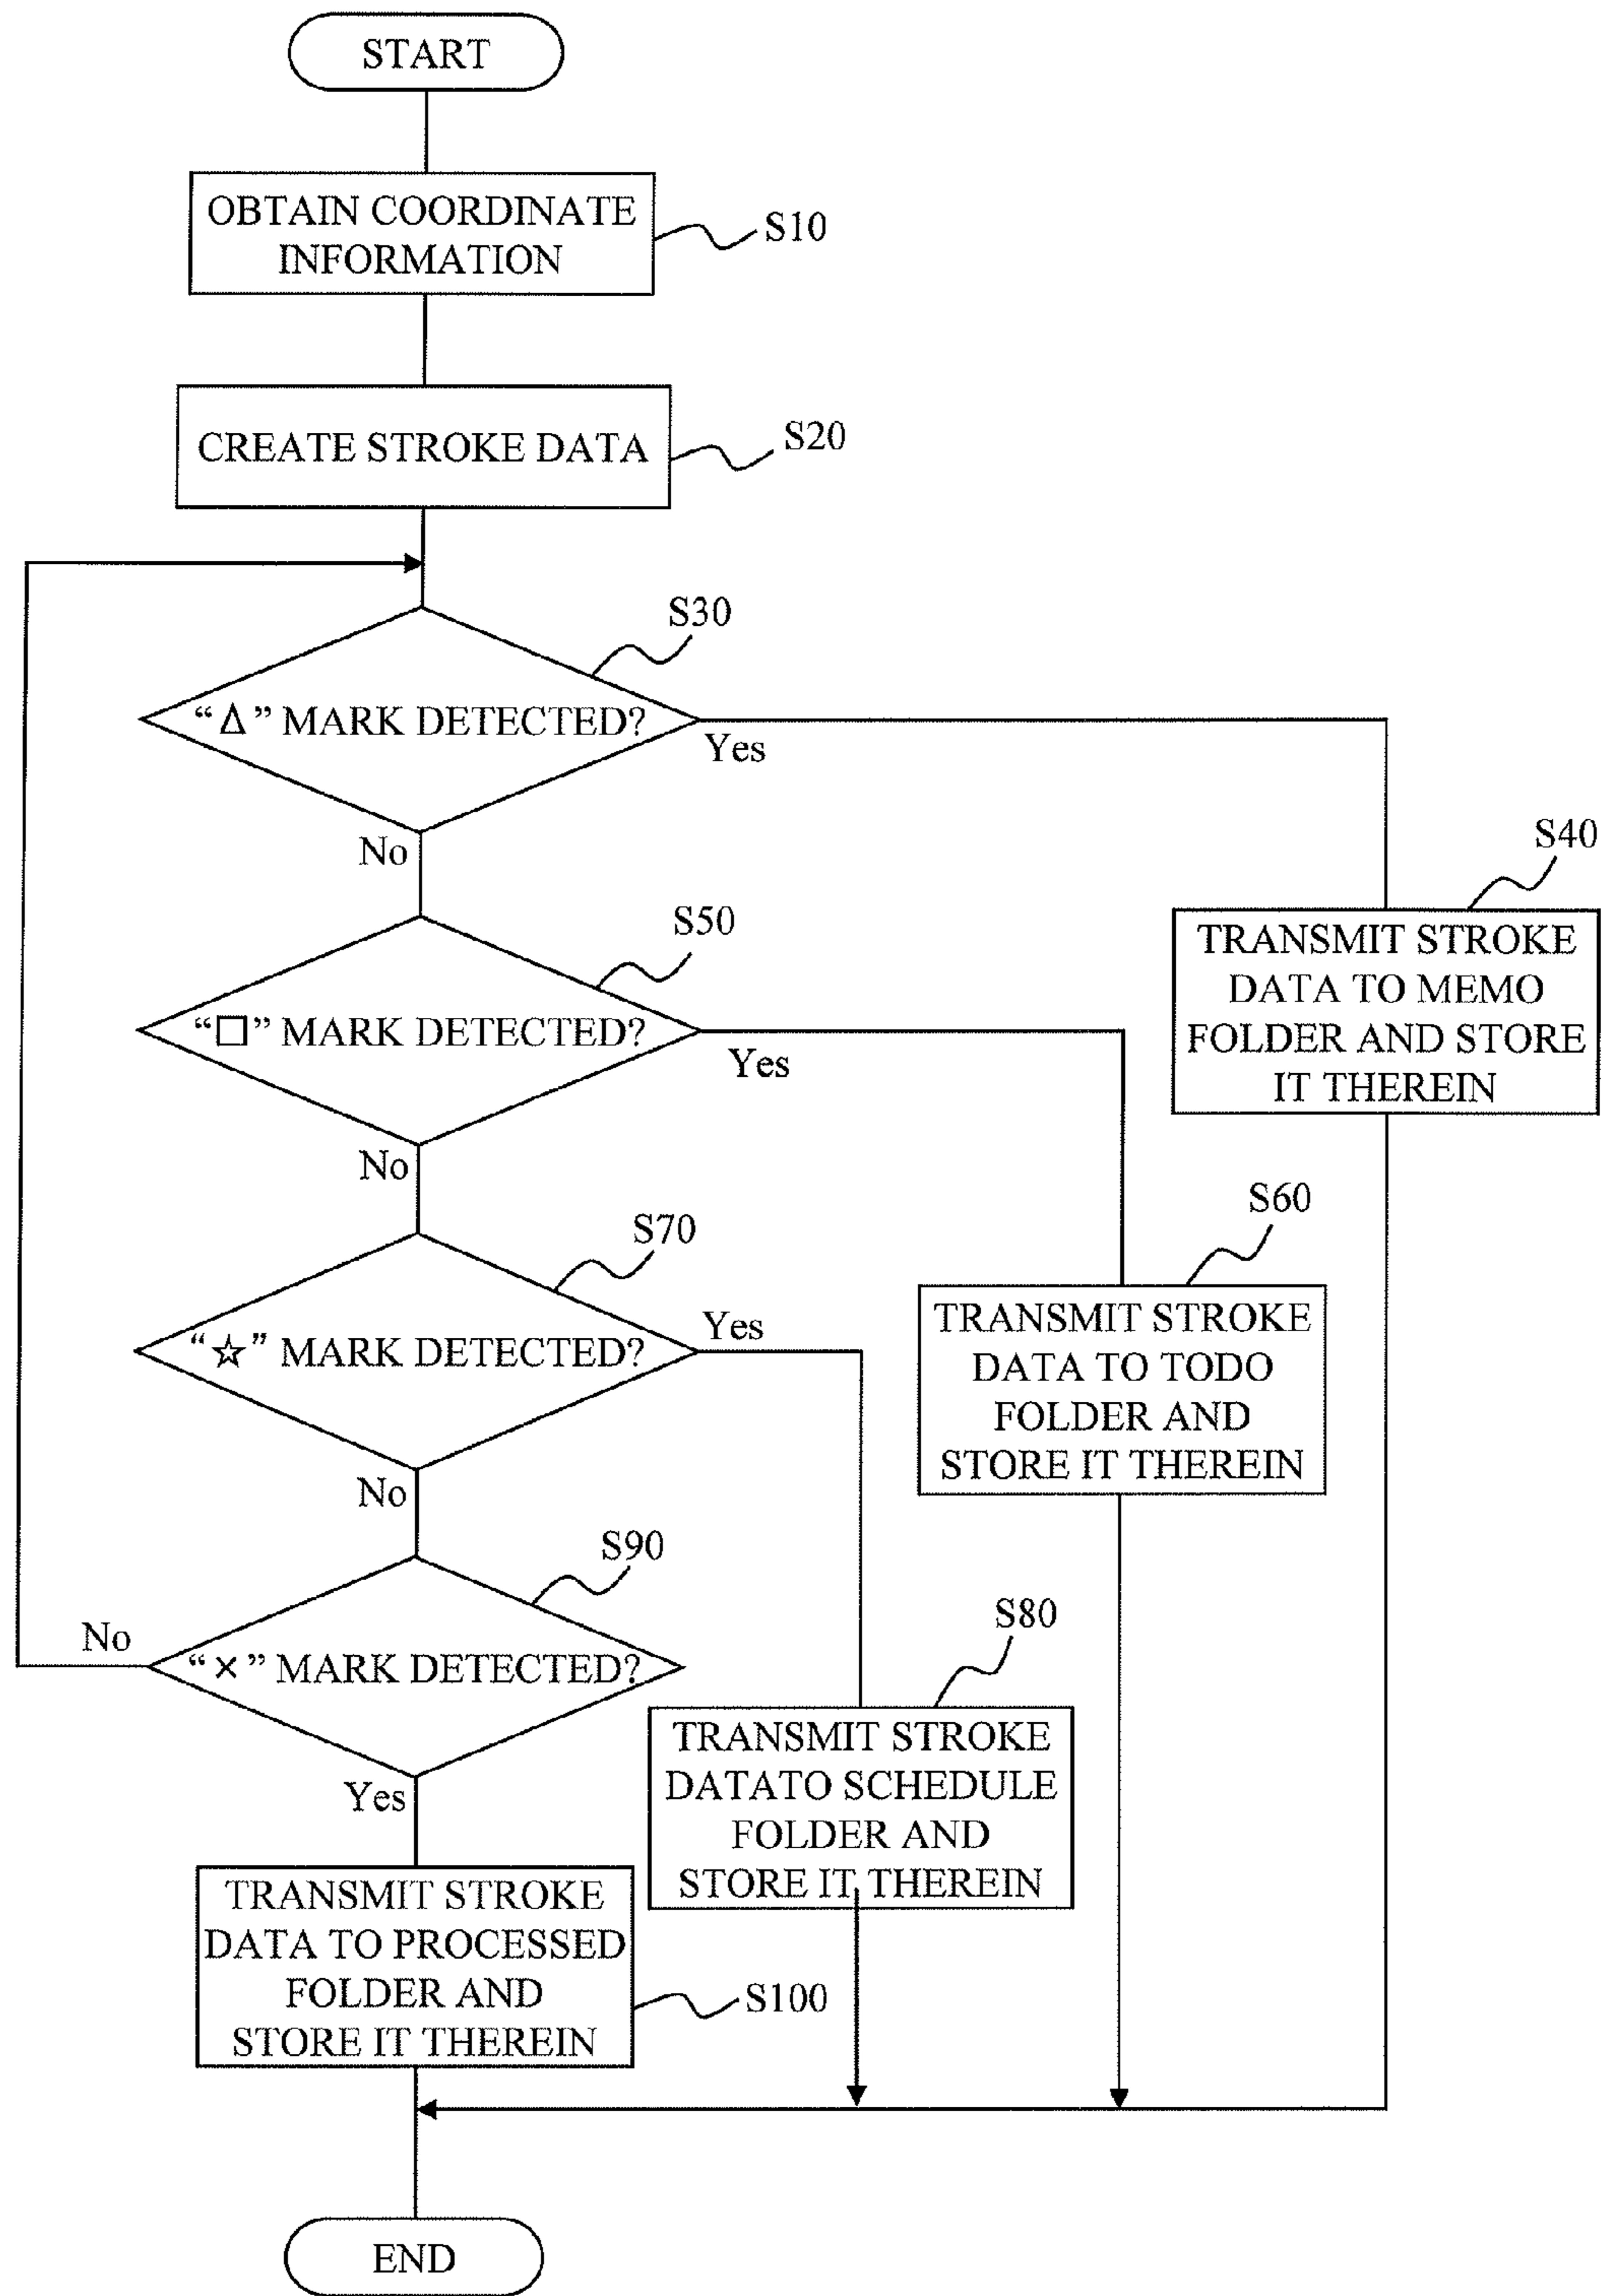 START
OBTAIN COORDINATE
INFORMATION
S10
CREATE STROKE DATA
S20
S30
“Δ” MARK DETECTED?
Yes
No
S40
TRANSMIT STROKE
DATA TO MEMO
FOLDER AND STORE
IT THEREIN
S50
“□” MARK DETECTED?
Yes
No
S60
TRANSMIT STROKE
DATA TO TODO
FOLDER AND
STORE IT THEREIN
S70
“☆” MARK DETECTED?
Yes
No
S80
TRANSMIT STROKE
DATATO SCHEDULE
FOLDER AND
STORE IT THEREIN
S90
“×” MARK DETECTED?
No
Yes
TRANSMIT STROKE
DATA TO PROCESSED
FOLDER AND
STORE IT THEREIN
S100
END